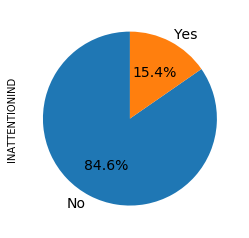 Yes
15.4%
INATTENTIONIND
84.6%
No